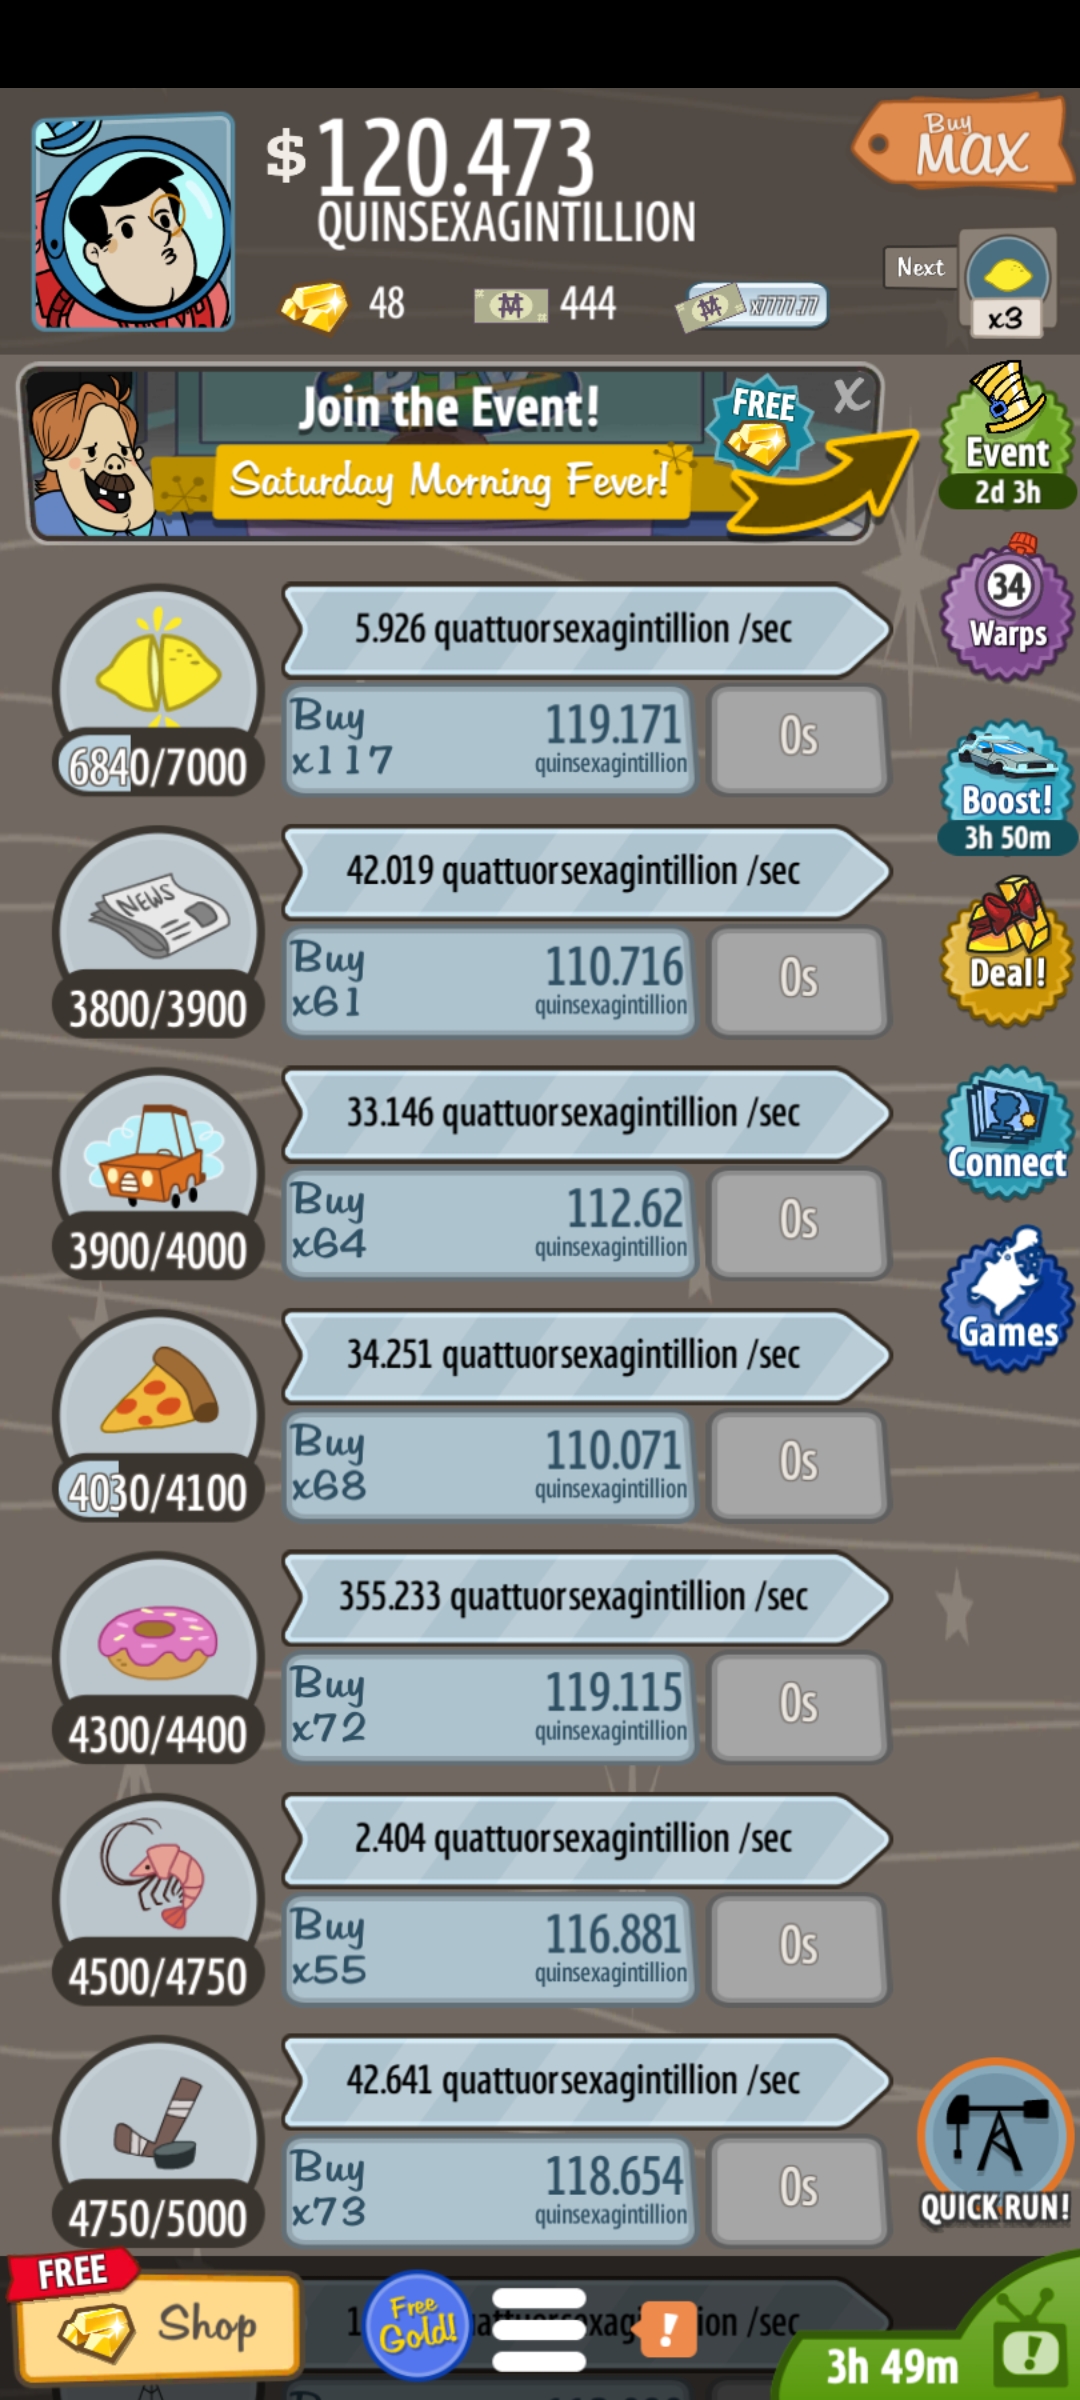 $120.473
QUINSEXAGINTILLION
Buy
MAX
48
444
x7777.77
Next
x3
Join the Event!
Saturday Morning Fever!
FREE
X
Event
2d 3h
34
Warps
Boost!
3h 50m
Deal!
Connect
Games
5.926 quattuorsexagintillion /sec
Buy
x117
119.171
quinsexagintillion
0s
6840/7000
NEWS
42.019 quattuorsexagintillion /sec
Buy
x61
110.716
quinsexagintillion
0s
3800/3900
33.146 quattuorsexagintillion /sec
Buy
x64
112.62
quinsexagintillion
0s
3900/4000
34.251 quattuorsexagintillion /sec
Buy
x68
110.071
quinsexagintillion
0s
4030/4100
355.233 quattuorsexagintillion /sec
Buy
x72
119.115
quinsexagintillion
0s
4300/4400
2.404 quattuorsexagintillion /sec
Buy
x55
116.881
quinsexagintillion
0s
4500/4750
42.641 quattuorsexagintillion /sec
Buy
x73
118.654
quinsexagintillion
0s
4750/5000
QUICK RUN!
FREE
Shop
Free
Gold!
!
/sec
3h 49m
!